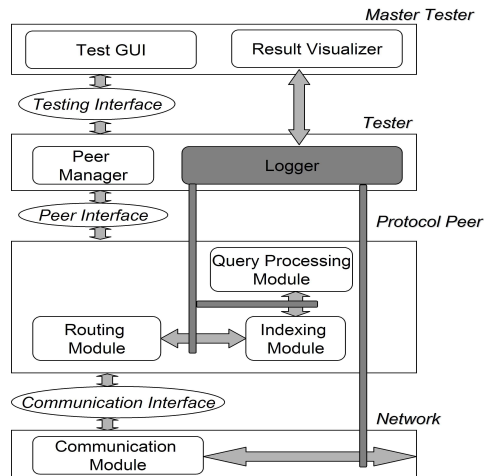 Master Tester
Test GUI
Result Visualizer
Testing Interface
Tester
Peer
Manager
Logger
Peer Interface
Protocol Peer
Query Processing
Module
Routing
Module
Indexing
Module
Communication Interface
Network
Communication
Module